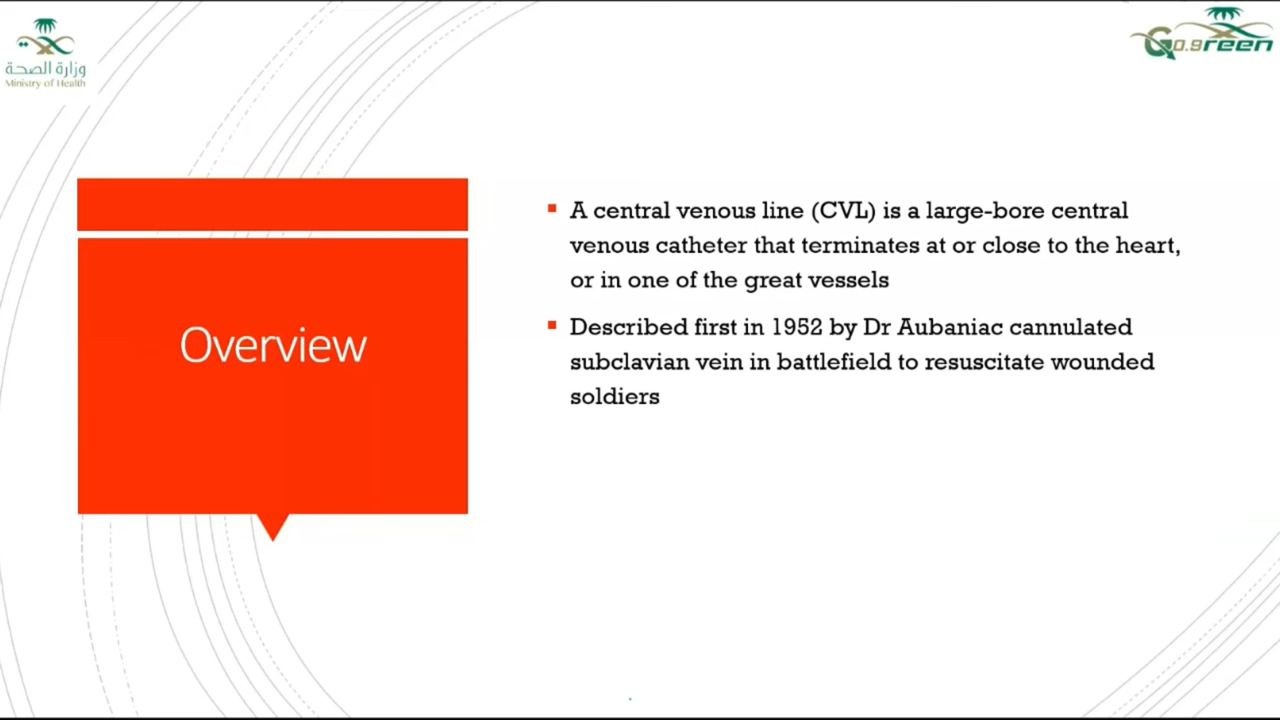 وزارة الصحة
Ministry of Health
Go.green
Overview
▪ A central venous line (CVL) is a large-bore central
venous catheter that terminates at or close to the heart,
or in one of the great vessels
▪ Described first in 1952 by Dr Aubaniac cannulated
subclavian vein in battlefield to resuscitate wounded
soldiers